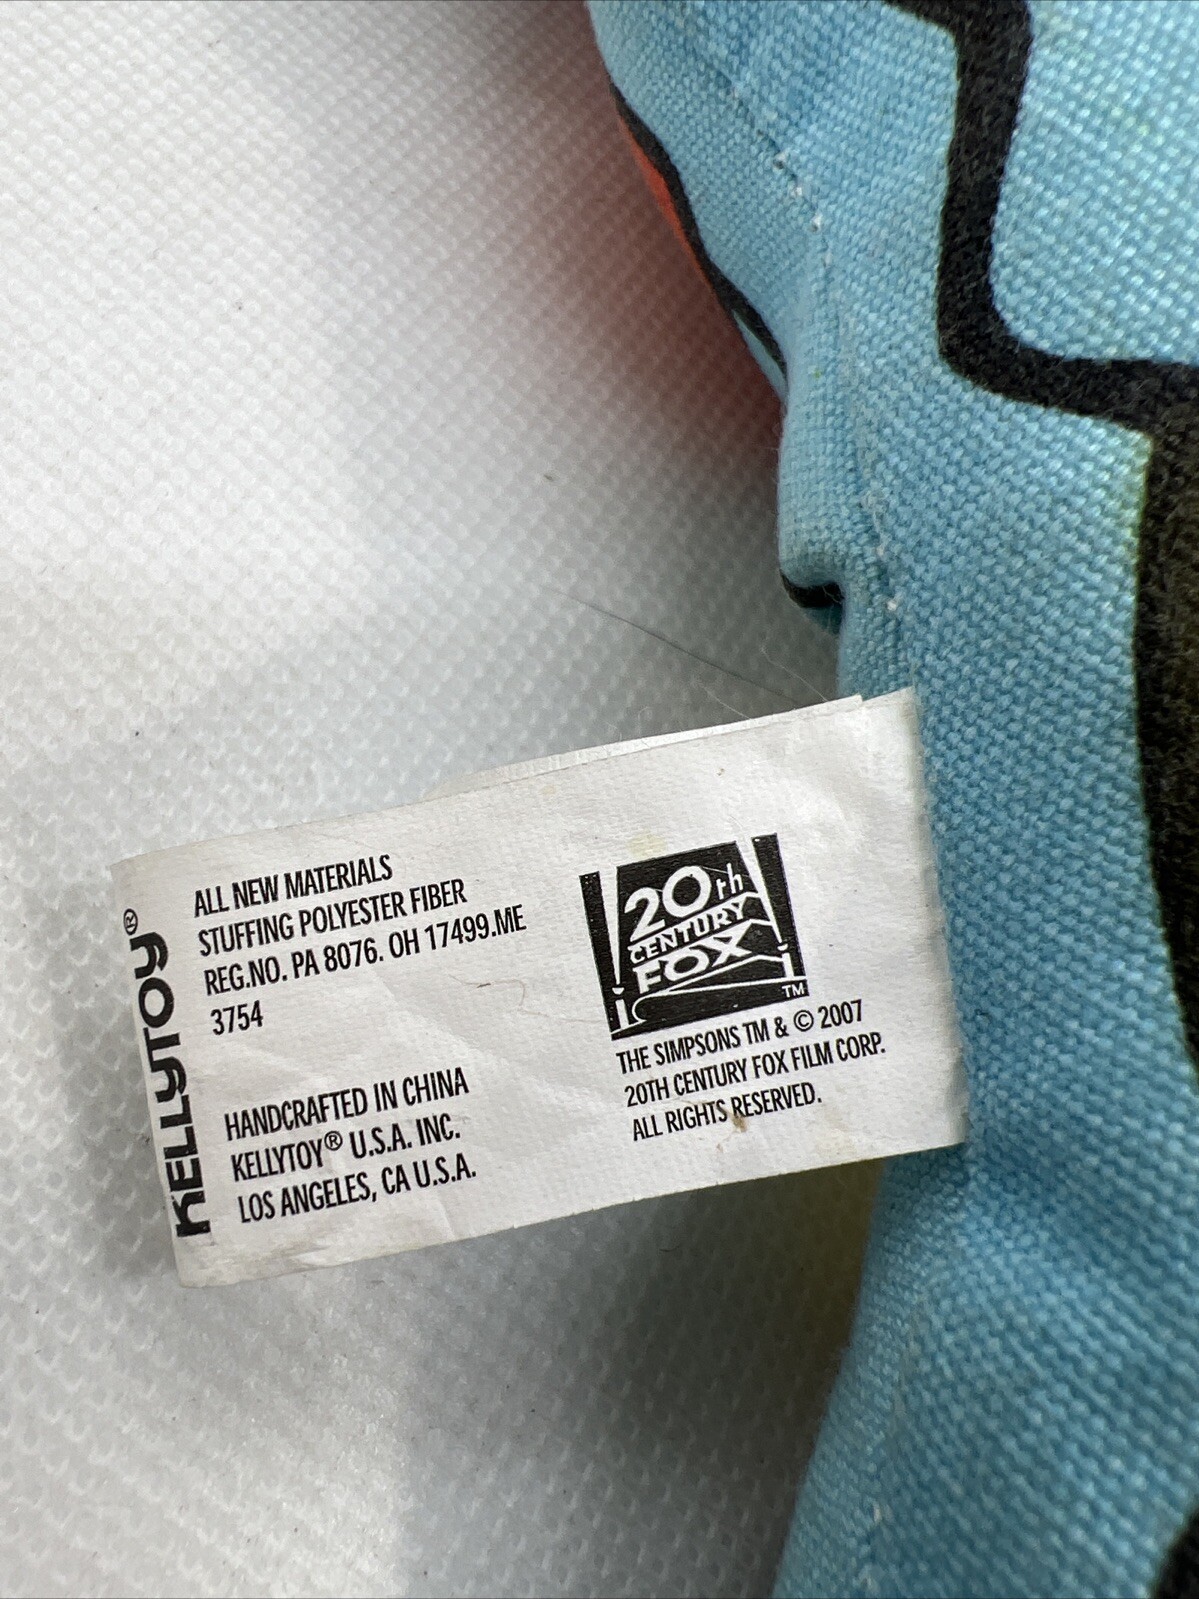 KELLYTOY®
ALL NEW MATERIALS
STUFFING POLYESTER FIBER
REG.NO. PA 8076. OH 17499.ME
3754
HANDCRAFTED IN CHINA
KELLYTOY® U.S.A. INC.
LOS ANGELES, CA U.S.A.
20th
CENTURY
FOX
TM
THE SIMPSONS TM & © 2007
20TH CENTURY FOX FILM CORP.
ALL RIGHTS RESERVED.